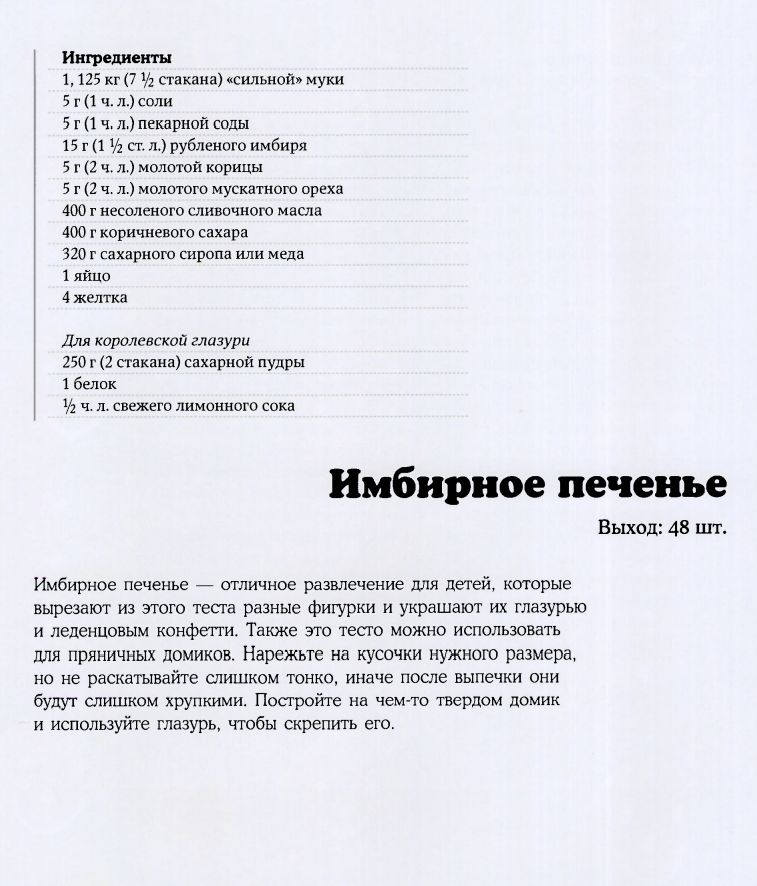 Ингредиенты
1, 125 кг (7 ½ стакана) «сильной» муки
5 г (1 ч. л.) соли
5 г (1 ч. л.) пекарной соды
15 г (1 ½ ст. л.) рубленого имбиря
5 г (2 ч. л.) молотой корицы
5 г (2 ч. л.) молотого мускатного ореха
400 г несоленого сливочного масла
400 г коричневого сахара
320 г сахарного сиропа или меда
1 яйцо
4 желтка
Для королевской глазури
250 г (2 стакана) сахарной пудры
1 белок
½ ч. л. свежего лимонного сока
Имбирное печенье
Выход: 48 шт.
Имбирное печенье — отличное развлечение для детей, которые
вырезают из этого теста разные фигурки и украшают их глазурью
и леденцовым конфетти. Также это тесто можно использовать
для пряничных домиков. Нарежьте на кусочки нужного размера,
но не раскатывайте слишком тонко, иначе после выпечки они
будут слишком хрупкими. Постройте на чем-то твердом домик
и используйте глазурь, чтобы скрепить его.